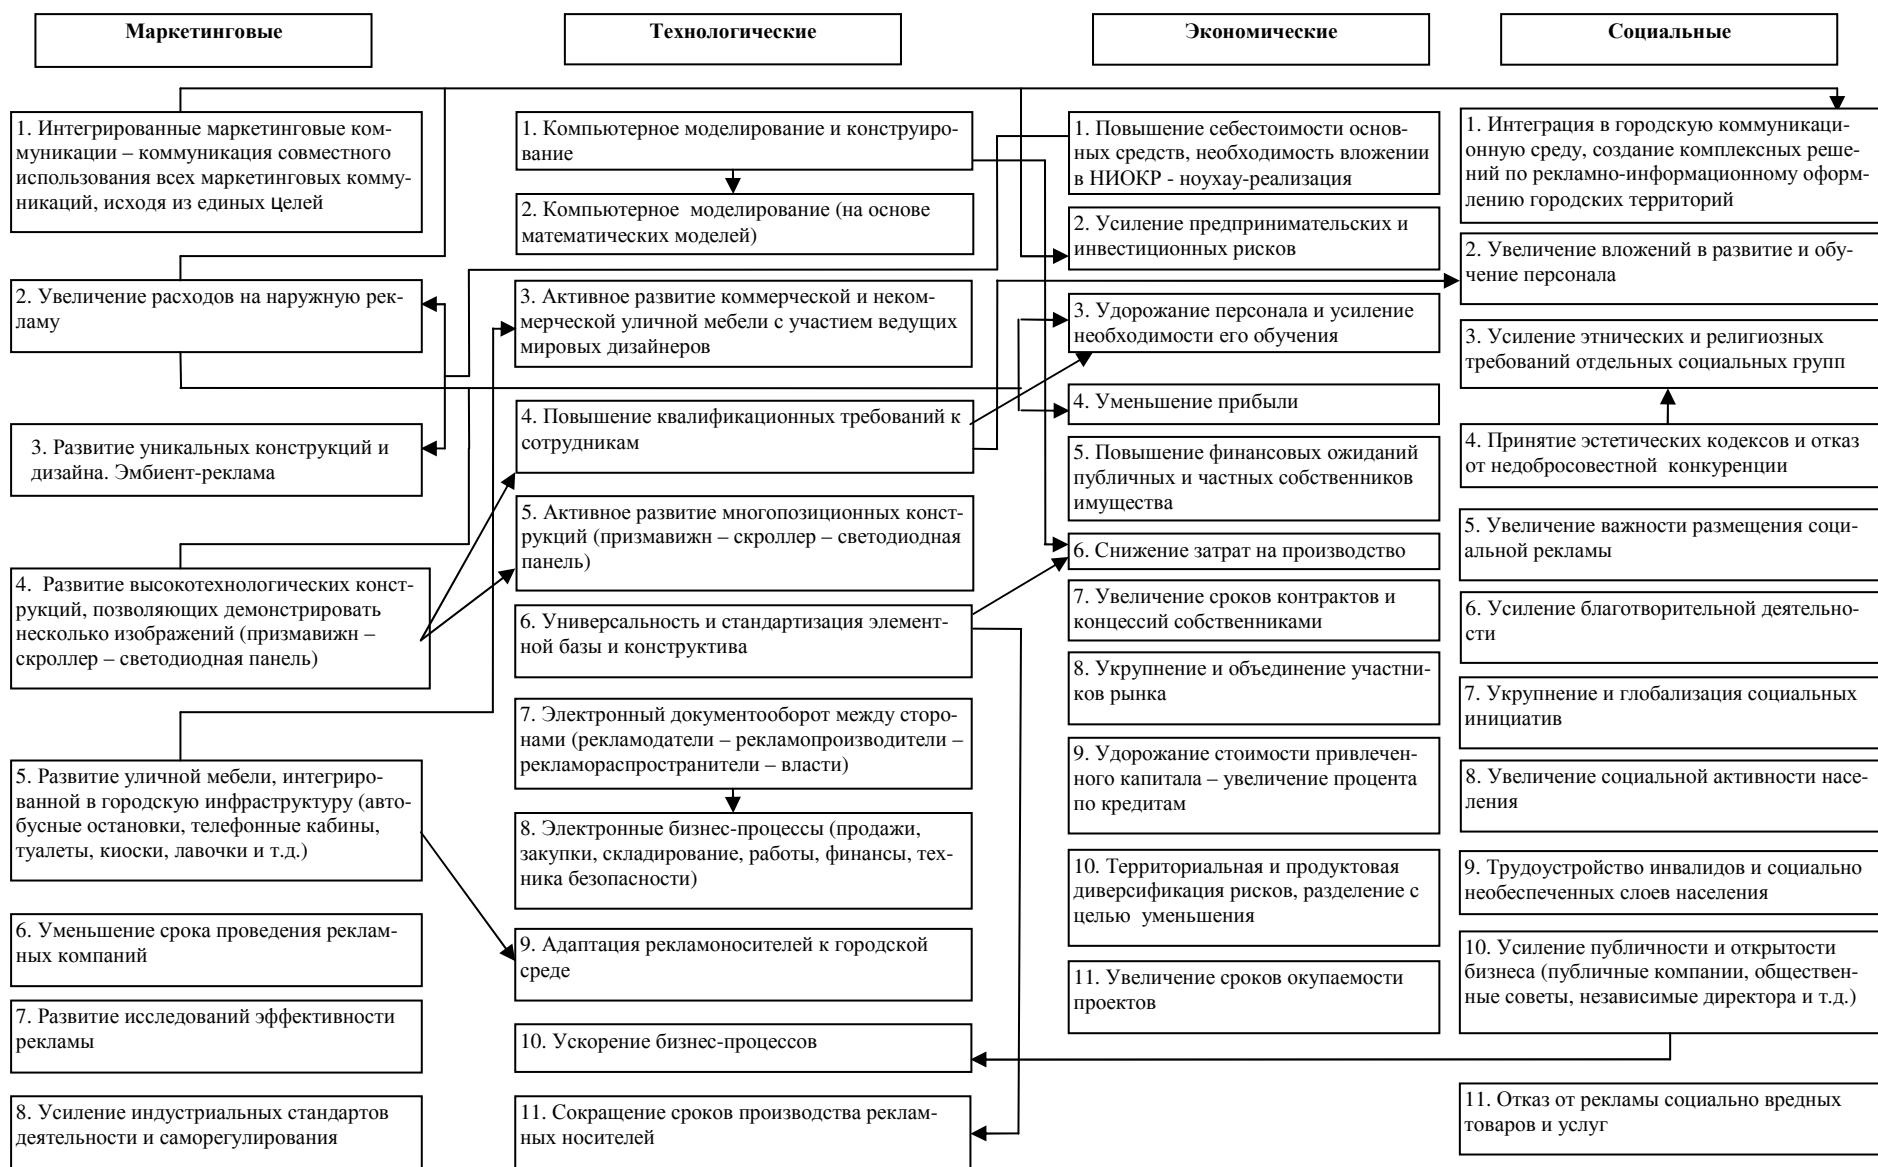 Маркетинговые
Технологические
Экономические
Социальные
1. Интегрированные маркетинговые ком-
муникации – коммуникация совместного
использования всех маркетинговых комму-
никаций, исходя из единых целей
2. Увеличение расходов на наружную рек-
ламу
3. Развитие уникальных конструкций и
дизайна. Эмбиент-реклама
4. Развитие высокотехнологических конст-
рукций, позволяющих демонстрировать
несколько изображений (призмавижн –
скроллер – светодиодная панель)
5. Развитие уличной мебели, интегриро-
ванной в городскую инфраструктуру (авто-
бусные остановки, телефонные кабины,
туалеты, киоски, лавочки и т.д.)
6. Уменьшение срока проведения реклам-
ных компаний
7. Развитие исследований эффективности
рекламы
8. Усиление индустриальных стандартов
деятельности и саморегулирования
1. Компьютерное моделирование и конструиро-
вание
2. Компьютерное моделирование (на основе
математических моделей)
3. Активное развитие коммерческой и неком-
мерческой уличной мебели с участием ведущих
мировых дизайнеров
4. Повышение квалификационных требований к
сотрудникам
5. Активное развитие многопозиционных конст-
рукций (призмавижн – скроллер – светодиодная
панель)
6. Универсальность и стандартизация элемент-
ной базы и конструктива
7. Электронный документооборот между сторо-
нами (рекламодатели – рекламопроизводители –
рекламораспространители – власти)
8. Электронные бизнес-процессы (продажи,
закупки, складирование, работы, финансы, тех-
ника безопасности)
9. Адаптация рекламоносителей к городской
среде
10. Ускорение бизнес-процессов
11. Сокращение сроков производства реклам-
ных носителей
1. Повышение себестоимости основ-
ных средств, необходимость вложении
в НИОКР - ноухау-реализация
2. Усиление предпринимательских и
инвестиционных рисков
3. Удорожание персонала и усиление
необходимости его обучения
4. Уменьшение прибыли
5. Повышение финансовых ожиданий
публичных и частных собственников
имущества
6. Снижение затрат на производство
7. Увеличение сроков контрактов и
концессий собственниками
8. Укрупнение и объединение участни-
ков рынка
9. Удорожание стоимости привлечен-
ного капитала – увеличение процента
по кредитам
10. Территориальная и продуктовая
диверсификация рисков, разделение с
целью уменьшения
11. Увеличение сроков окупаемости
проектов
1. Интеграция в городскую коммуникаци-
онную среду, создание комплексных реше-
ний по рекламно-информационному оформ-
лению городских территорий
2. Увеличение вложений в развитие и обу-
чение персонала
3. Усиление этнических и религиозных
требований отдельных социальных групп
4. Принятие эстетических кодексов и отказ
от недобросовестной конкуренции
5. Увеличение важности размещения соци-
альной рекламы
6. Усиление благотворительной деятельно-
сти
7. Укрупнение и глобализация социальных
инициатив
8. Увеличение социальной активности насе-
ления
9. Трудоустройство инвалидов и социально
необеспеченных слоев населения
10. Усиление публичности и открытости
бизнеса (публичные компании, обществен-
ные советы, независимые директора и т.д.)
11. Отказ от рекламы социально вредных
товаров и услуг